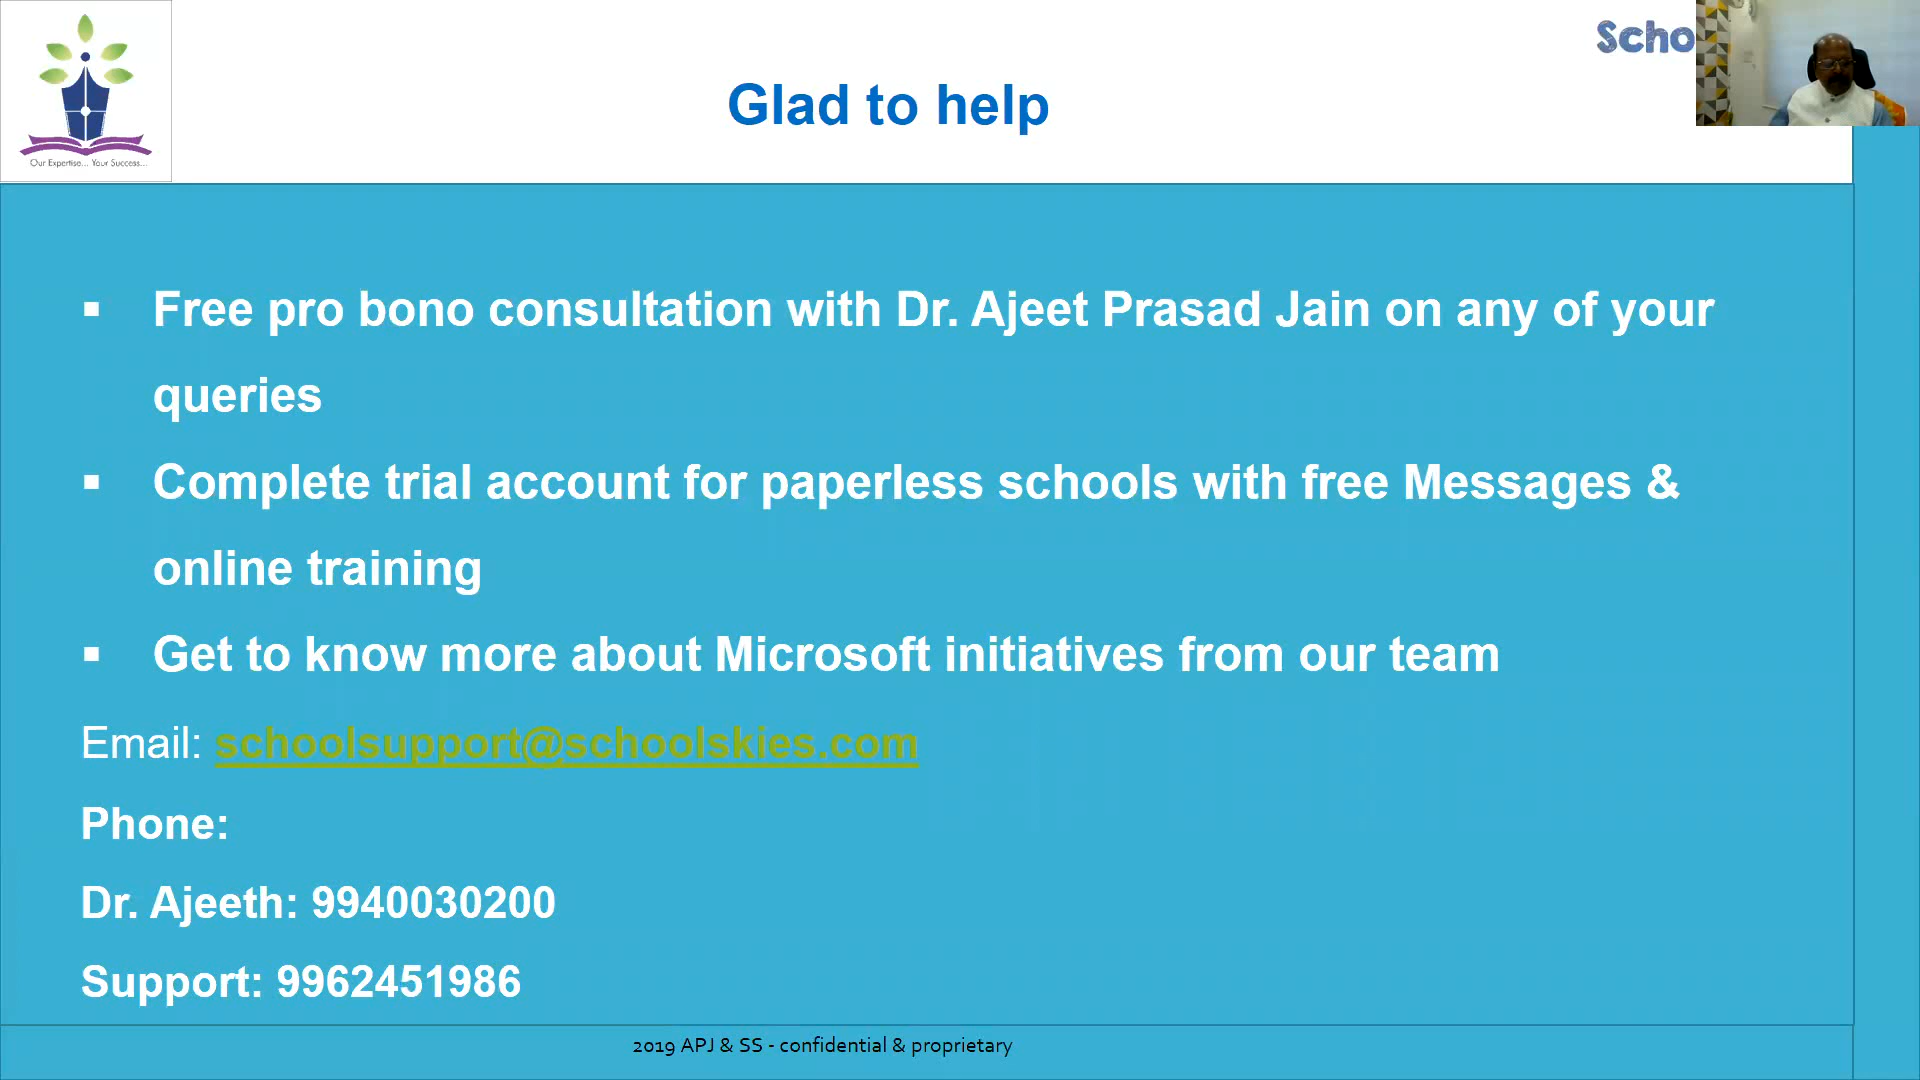 Scho
Our Expertise... Your Success...
Glad to help
▪ Free pro bono consultation with Dr. Ajeet Prasad Jain on any of your
queries
▪ Complete trial account for paperless schools with free Messages &
online training
▪ Get to know more about Microsoft initiatives from our team
Email: schoolsupport@schoolskies.com
Phone:
Dr. Ajeeth: 9940030200
Support: 9962451986
2019 APJ & SS - confidential & proprietary